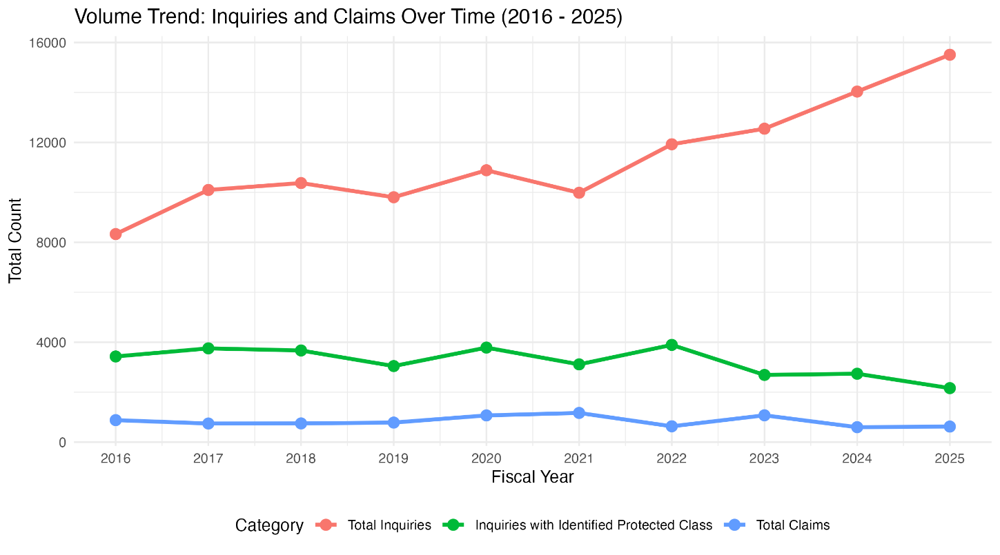 Volume Trend: Inquiries and Claims Over Time (2016 - 2025)
16000
12000
8000
4000
0
Total Count
2016 2017 2018 2019 2020 2021 2022 2023 2024 2025
Fiscal Year
Category Total Inquiries Inquiries with Identified Protected Class Total Claims